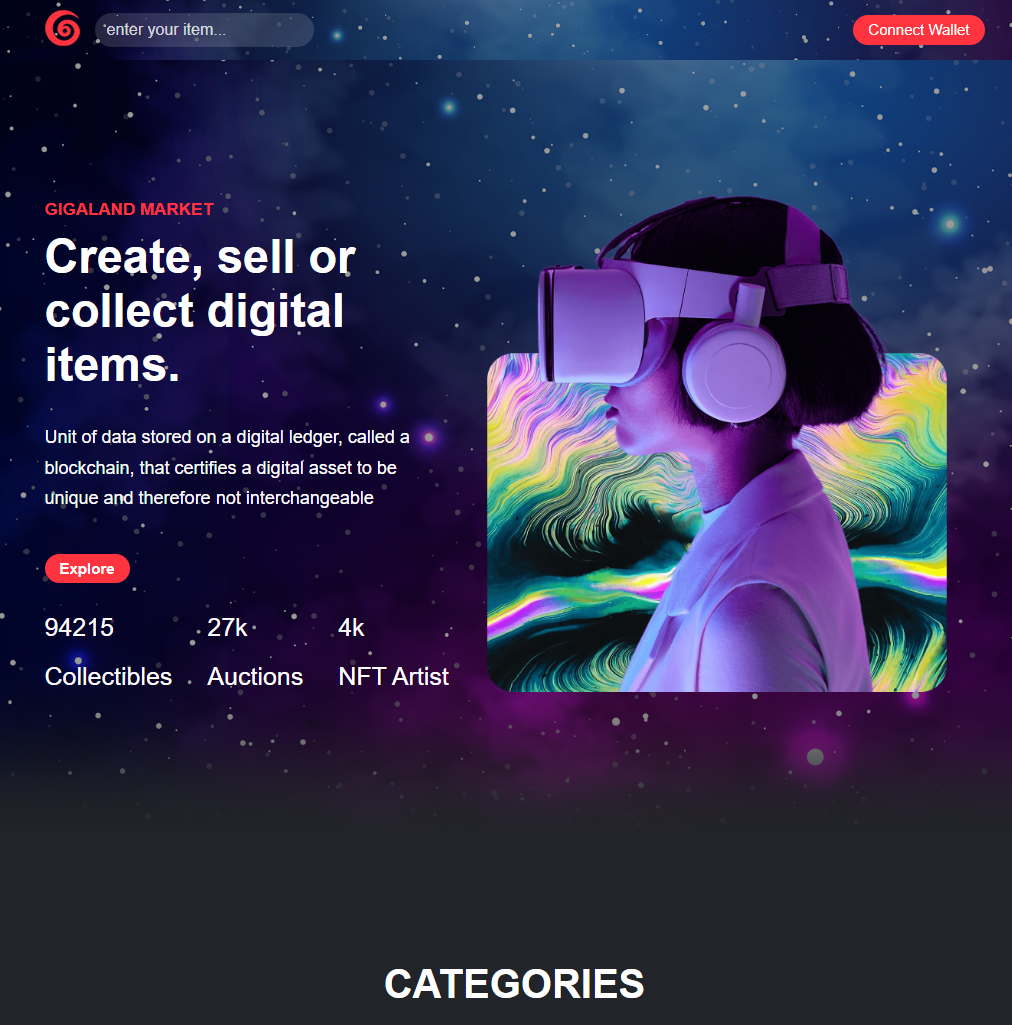 enter your item...
Connect Wallet
GIGALAND MARKET
Create, sell or
collect digital
items.
Unit of data stored on a digital ledger, called a
blockchain, that certifies a digital asset to be
unique and therefore not interchangeable
Explore
94215 27k 4k
Collectibles Auctions NFT Artist
CATEGORIES